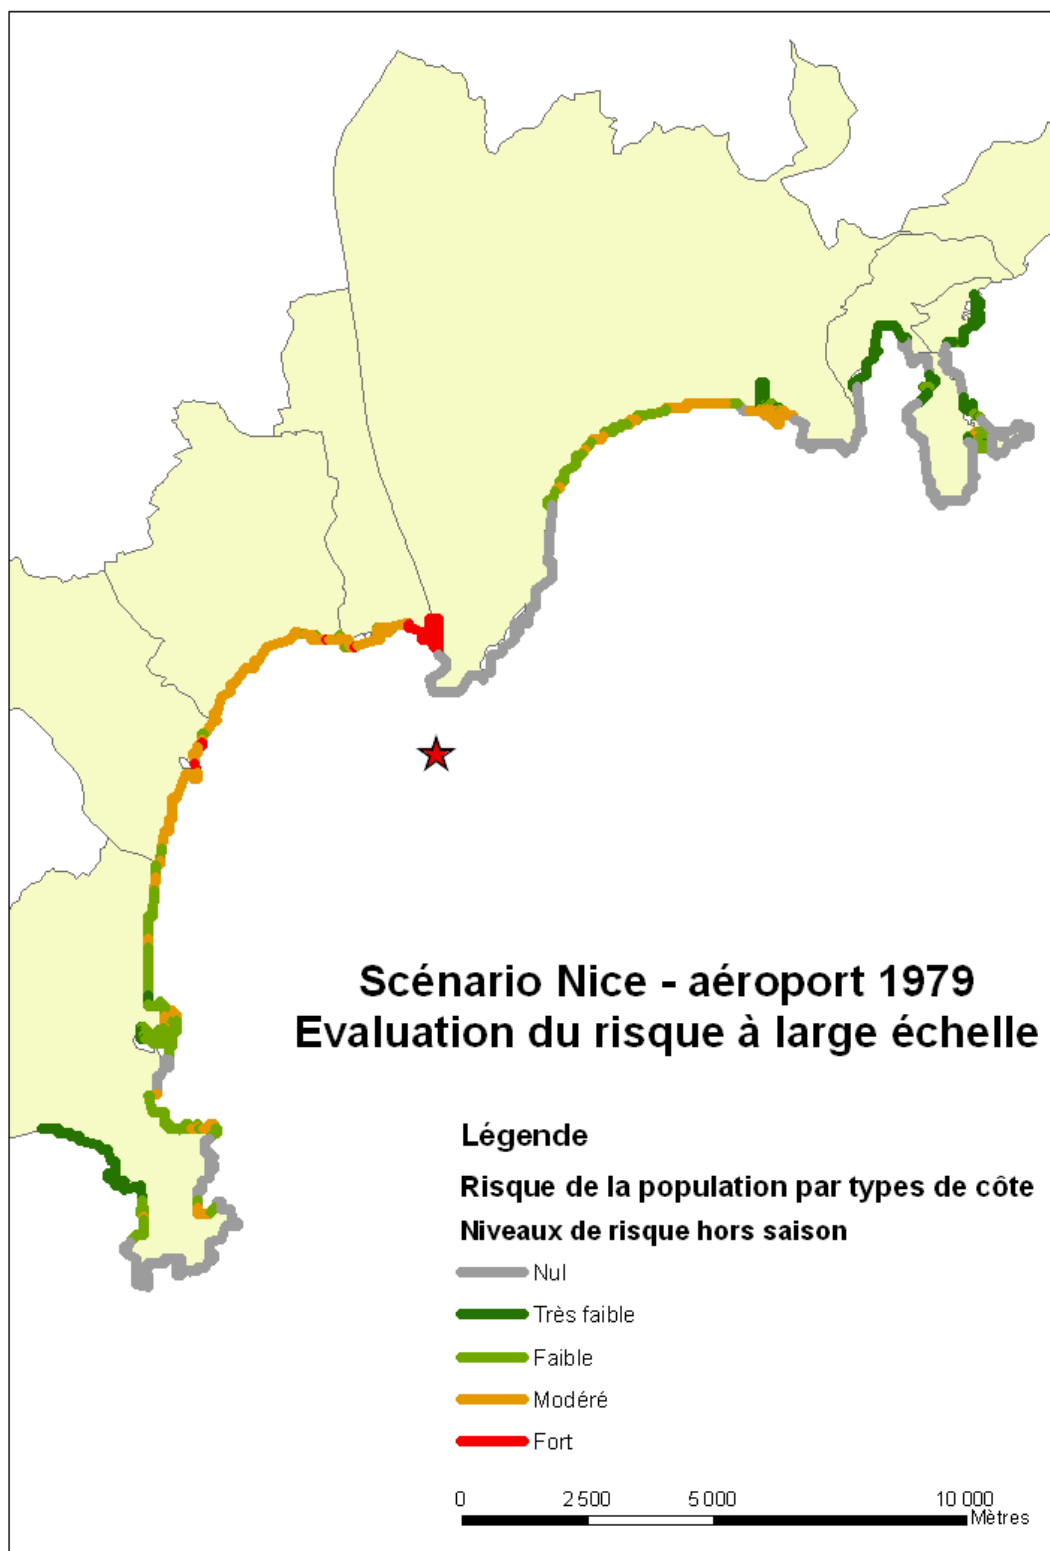 Scénario Nice - aéroport 1979
Evaluation du risque à large échelle
Légende
Risque de la population par types de côte
Niveaux de risque hors saison
Nul
Très faible
Faible
Modéré
Fort
0 2 500 5 000 10 000
Mètres